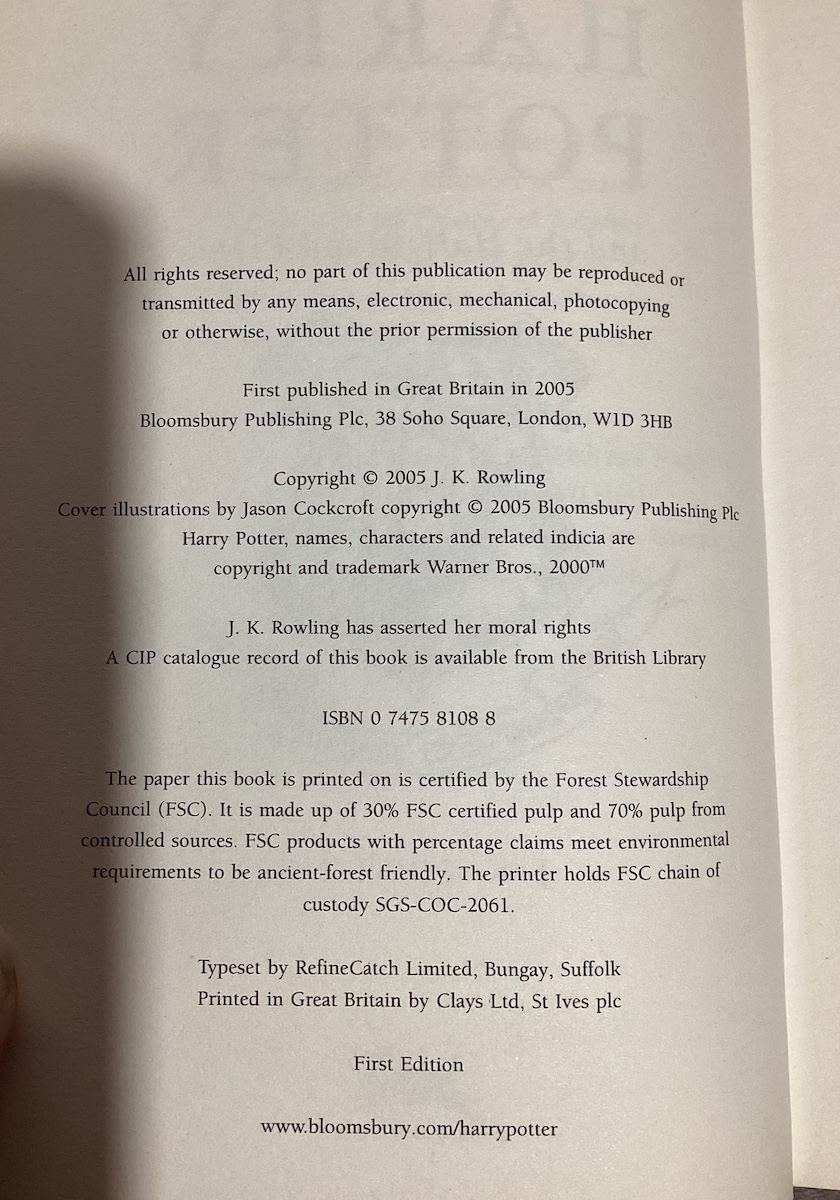 All rights reserved; no part of this publication may be reproduced or
transmitted by any means, electronic, mechanical, photocopying
or otherwise, without the prior permission of the publisher
First published in Great Britain in 2005
Bloomsbury Publishing Plc, 38 Soho Square, London, W1D 3HB
Copyright © 2005 J. K. Rowling
Cover illustrations by Jason Cockcroft copyright © 2005 Bloomsbury Publishing Plc
Harry Potter, names, characters and related indicia are
copyright and trademark Warner Bros., 2000™
J. K. Rowling has asserted her moral rights
A CIP catalogue record of this book is available from the British Library
ISBN 0 7475 8108 8
The paper this book is printed on is certified by the Forest Stewardship
Council (FSC). It is made up of 30% FSC certified pulp and 70% pulp from
controlled sources. FSC products with percentage claims meet environmental
requirements to be ancient-forest friendly. The printer holds FSC chain of
custody SGS-COC-2061.
Typeset by RefineCatch Limited, Bungay, Suffolk
Printed in Great Britain by Clays Ltd, St Ives plc
First Edition
www.bloomsbury.com/harrypotter